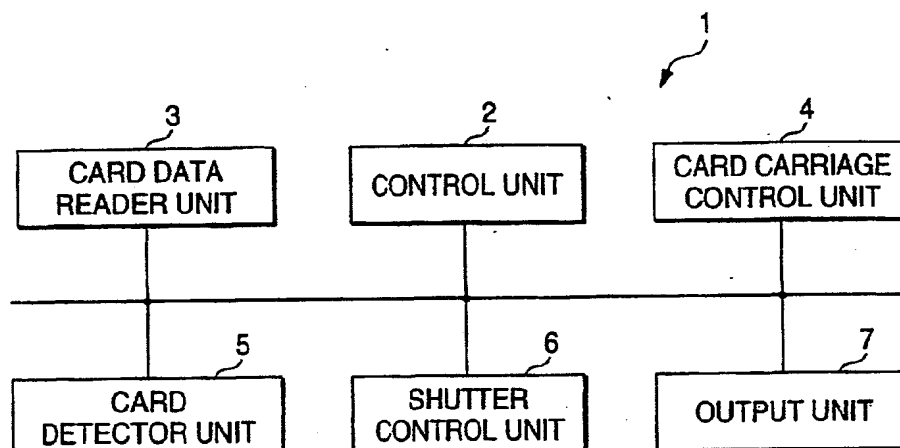 1
3
2
4
CARD DATA
READER UNIT
CONTROL UNIT
CARD CARRIAGE
CONTROL UNIT
5
6
7
CARD
DETECTOR UNIT
SHUTTER
CONTROL UNIT
OUTPUT UNIT